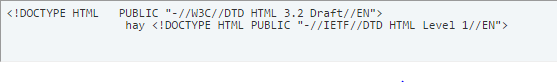 <!DOCTYPE HTML   PUBLIC "-//W3C//DTD HTML 3.2 Draft//EN">
hay <!DOCTYPE HTML PUBLIC "-//IETF//DTD HTML Level 1//EN">